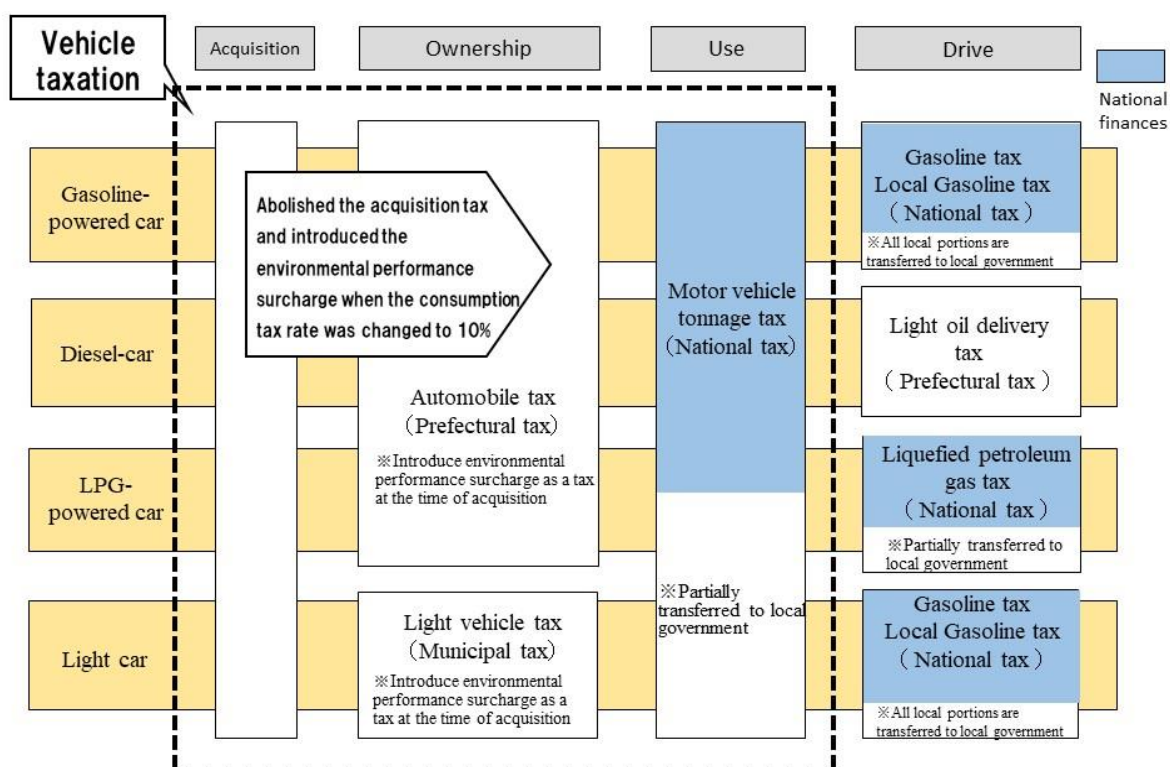 Vehicle
taxation
Acquisition
Ownership
Use
Drive
National
finances
Gasoline-
powered car
Abolished the acquisition tax
and introduced the
environmental performance
surcharge when the consumption
tax rate was changed to 10%
Gasoline tax
Local Gasoline tax
(National tax)
※All local portions are
transferred to local government
Diesel-car
Motor vehicle
tonnage tax
(National tax)
Light oil delivery
tax
(Prefectural tax)
Automobile tax
(Prefectural tax)
※Introduce environmental
performance surcharge as a tax
at the time of acquisition
LPG-
powered car
Liquefied petroleum
gas tax
(National tax)
※Partially transferred to
local government
※Partially
transferred to local
government
Light car
Light vehicle tax
(Municipal tax)
※Introduce environmental
performance surcharge as a
tax at the time of acquisition
Gasoline tax
Local Gasoline tax
(National tax)
※All local portions are
transferred to local government